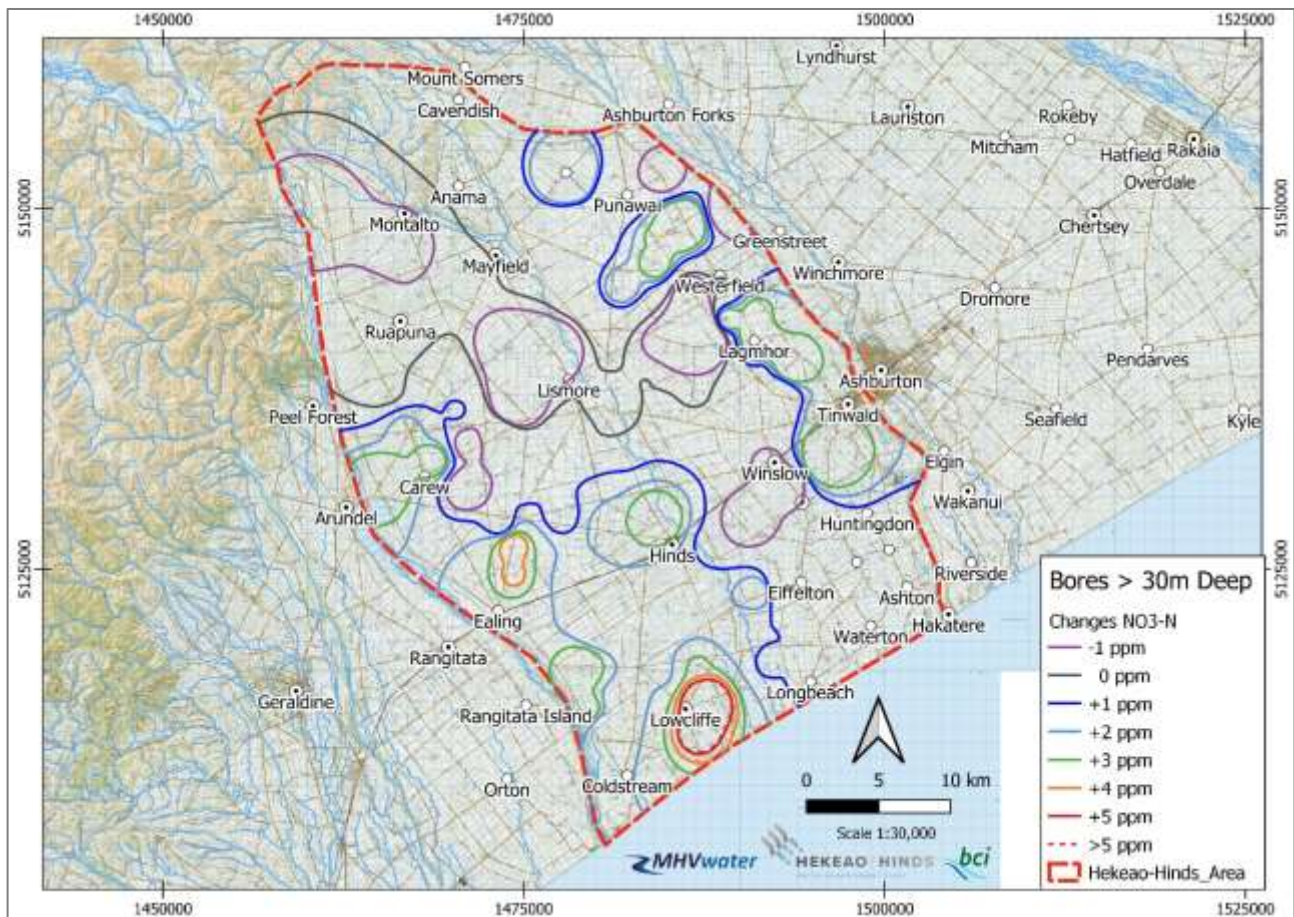 1450000
1475000
1500000
1525000
Lyndhurst
Mount Somers
Cavendish
Ashburton Forks
Lauriston
Rokeby
Mitcham
Hatfield
Rakaia
Overdale
5150000
5150000
Anama
Punawai
Montalto
Chertsey
Greenstreet
Mayfield
Winchmore
Westerfield
Dromore
Ruapuna
Lagmhor
Pendarves
Lismore
Ashburton
Peel Forest
Tinwald
Seafield
Kyle
Elgin
Winslow
Carew
Wakanui
Arundel
Huntingdon
Hinds
5125000
5125000
Riverside
Eiffelton
Ashton
Ealing
Hakatere
Waterton
Rangitata
Geraldine
Longbeach
Rangitata Island
Lowcliffe
Coldstream
Orton
Bores > 30m Deep
Changes NO3-N
-1 ppm
0 ppm
+1 ppm
+2 ppm
+3 ppm
+4 ppm
+5 ppm
>5 ppm
Hekeao-Hinds_Area
0 5 10 km
Scale 1:30,000
MHVwater
HEKEAO HINDS
bci
1450000
1475000
1500000
1525000